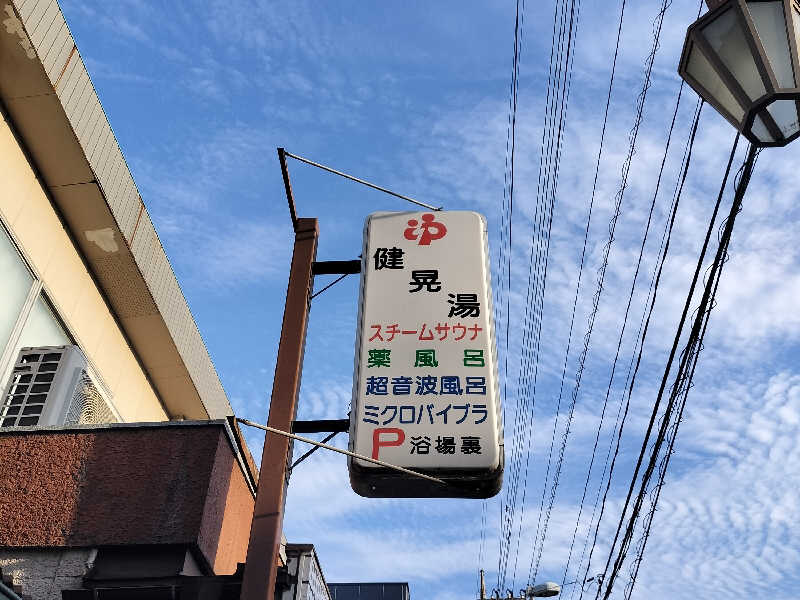 ゆ
健晃湯
スチームサウナ
薬風呂
超音波風呂
ミクロバイブラ
P 浴場裏